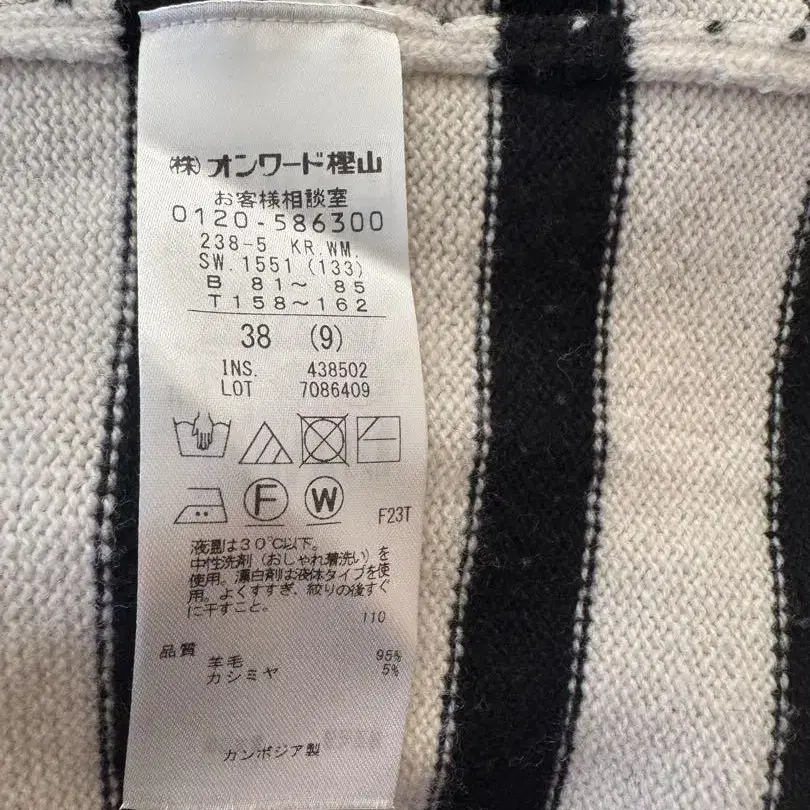 (株)オンワード樫山
お客様相談室
0120-586300
238-5 KR.WM.
SW.1551 (133)
B 81〜 85
T158〜162
38 (9)
INS. 438502
LOT 7086409
F W
F23T
液温は30℃以下。
中性洗剤（おしゃれ着洗い）を
使用。漂白剤は液体タイプを使
用。よくすすぎ、絞りの後すぐ
に干すこと。
110
品質
羊毛 95%
カシミヤ 5%
カンボジア製